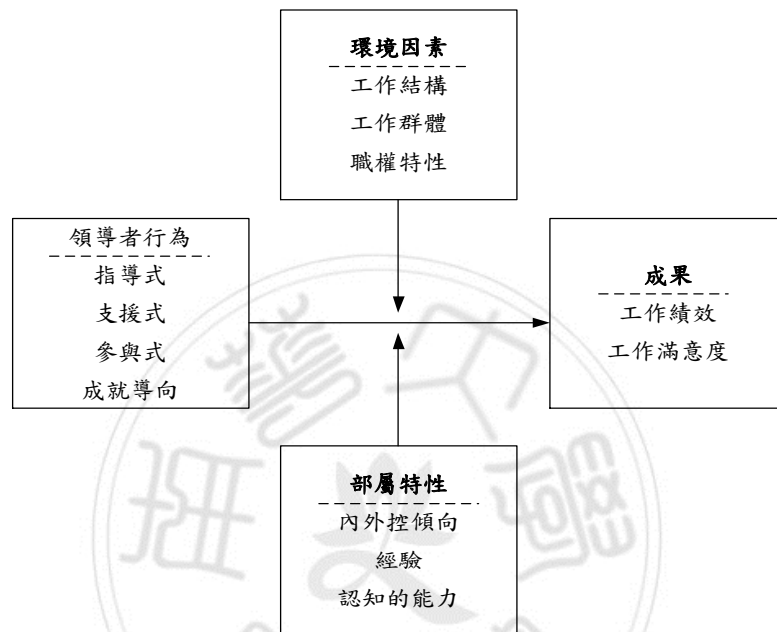 環境因素
工作結構
工作群體
職權特性
領導者行為
指導式
支援式
參與式
成就導向
成果
工作績效
工作滿意度
部屬特性
內外控傾向
經驗
認知的能力